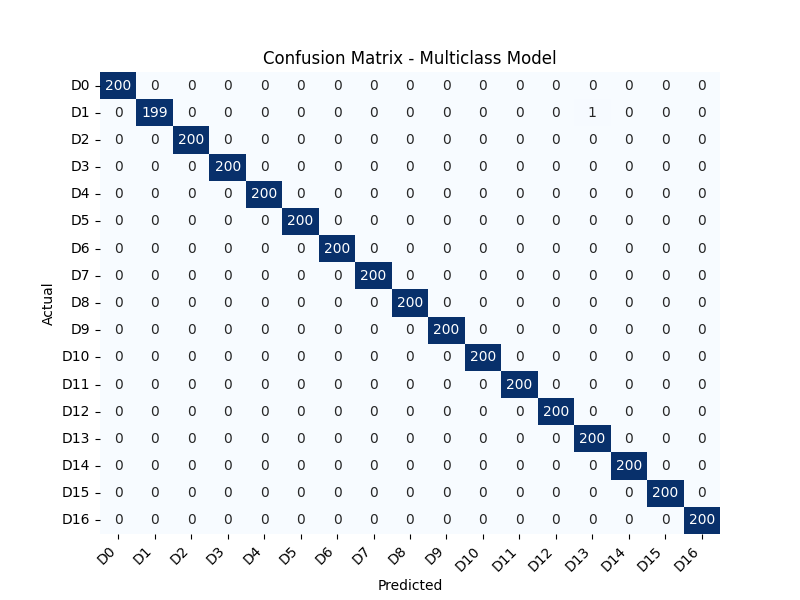 Confusion Matrix - Multiclass Model
D0 200 0 0 0 0 0 0 0 0 0 0 0 0 0 0 0 0
D1 0 199 0 0 0 0 0 0 0 0 0 0 0 1 0 0 0
D2 0 0 200 0 0 0 0 0 0 0 0 0 0 0 0 0 0
D3 0 0 0 200 0 0 0 0 0 0 0 0 0 0 0 0 0
D4 0 0 0 0 200 0 0 0 0 0 0 0 0 0 0 0 0
D5 0 0 0 0 0 200 0 0 0 0 0 0 0 0 0 0 0
D6 0 0 0 0 0 0 200 0 0 0 0 0 0 0 0 0 0
D7 0 0 0 0 0 0 0 200 0 0 0 0 0 0 0 0 0
D8 0 0 0 0 0 0 0 0 200 0 0 0 0 0 0 0 0
D9 0 0 0 0 0 0 0 0 0 200 0 0 0 0 0 0 0
D10 0 0 0 0 0 0 0 0 0 0 200 0 0 0 0 0 0
D11 0 0 0 0 0 0 0 0 0 0 0 200 0 0 0 0 0
D12 0 0 0 0 0 0 0 0 0 0 0 0 200 0 0 0 0
D13 0 0 0 0 0 0 0 0 0 0 0 0 0 200 0 0 0
D14 0 0 0 0 0 0 0 0 0 0 0 0 0 0 200 0 0
D15 0 0 0 0 0 0 0 0 0 0 0 0 0 0 0 200 0
D16 0 0 0 0 0 0 0 0 0 0 0 0 0 0 0 0 200
D0 D1 D2 D3 D4 D5 D6 D7 D8 D9 D10 D11 D12 D13 D14 D15 D16
Predicted
Actual